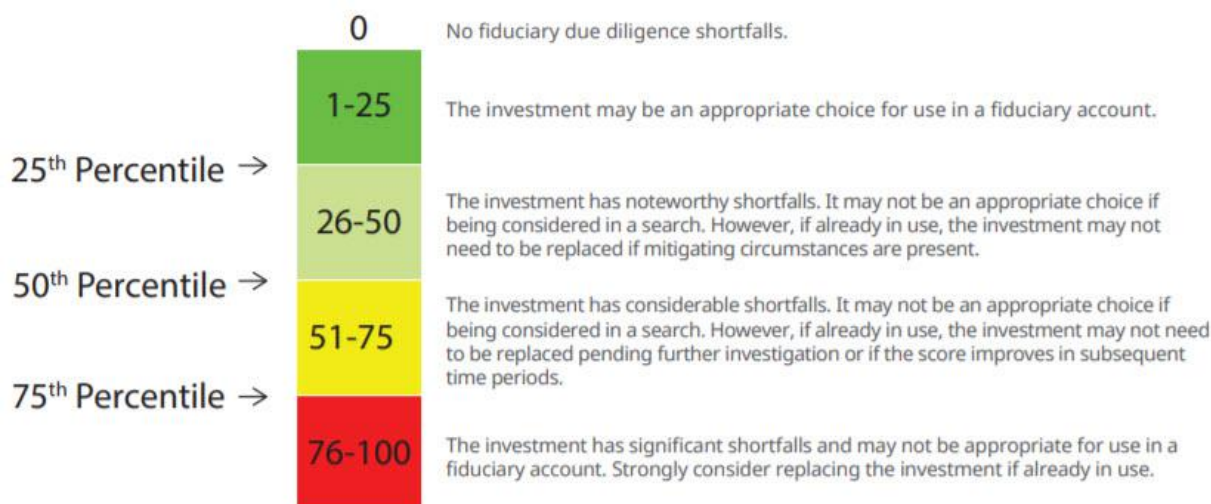 0
No fiduciary due diligence shortfalls.
1-25
The investment may be an appropriate choice for use in a fiduciary account.
25th Percentile →
26-50
The investment has noteworthy shortfalls. It may not be an appropriate choice if
being considered in a search. However, if already in use, the investment may not
need to be replaced if mitigating circumstances are present.
50th Percentile →
51-75
The investment has considerable shortfalls. It may not be an appropriate choice if
being considered in a search. However, if already in use, the investment may not need
to be replaced pending further investigation or if the score improves in subsequent
time periods.
75th Percentile →
76-100
The investment has significant shortfalls and may not be appropriate for use in a
fiduciary account. Strongly consider replacing the investment if already in use.